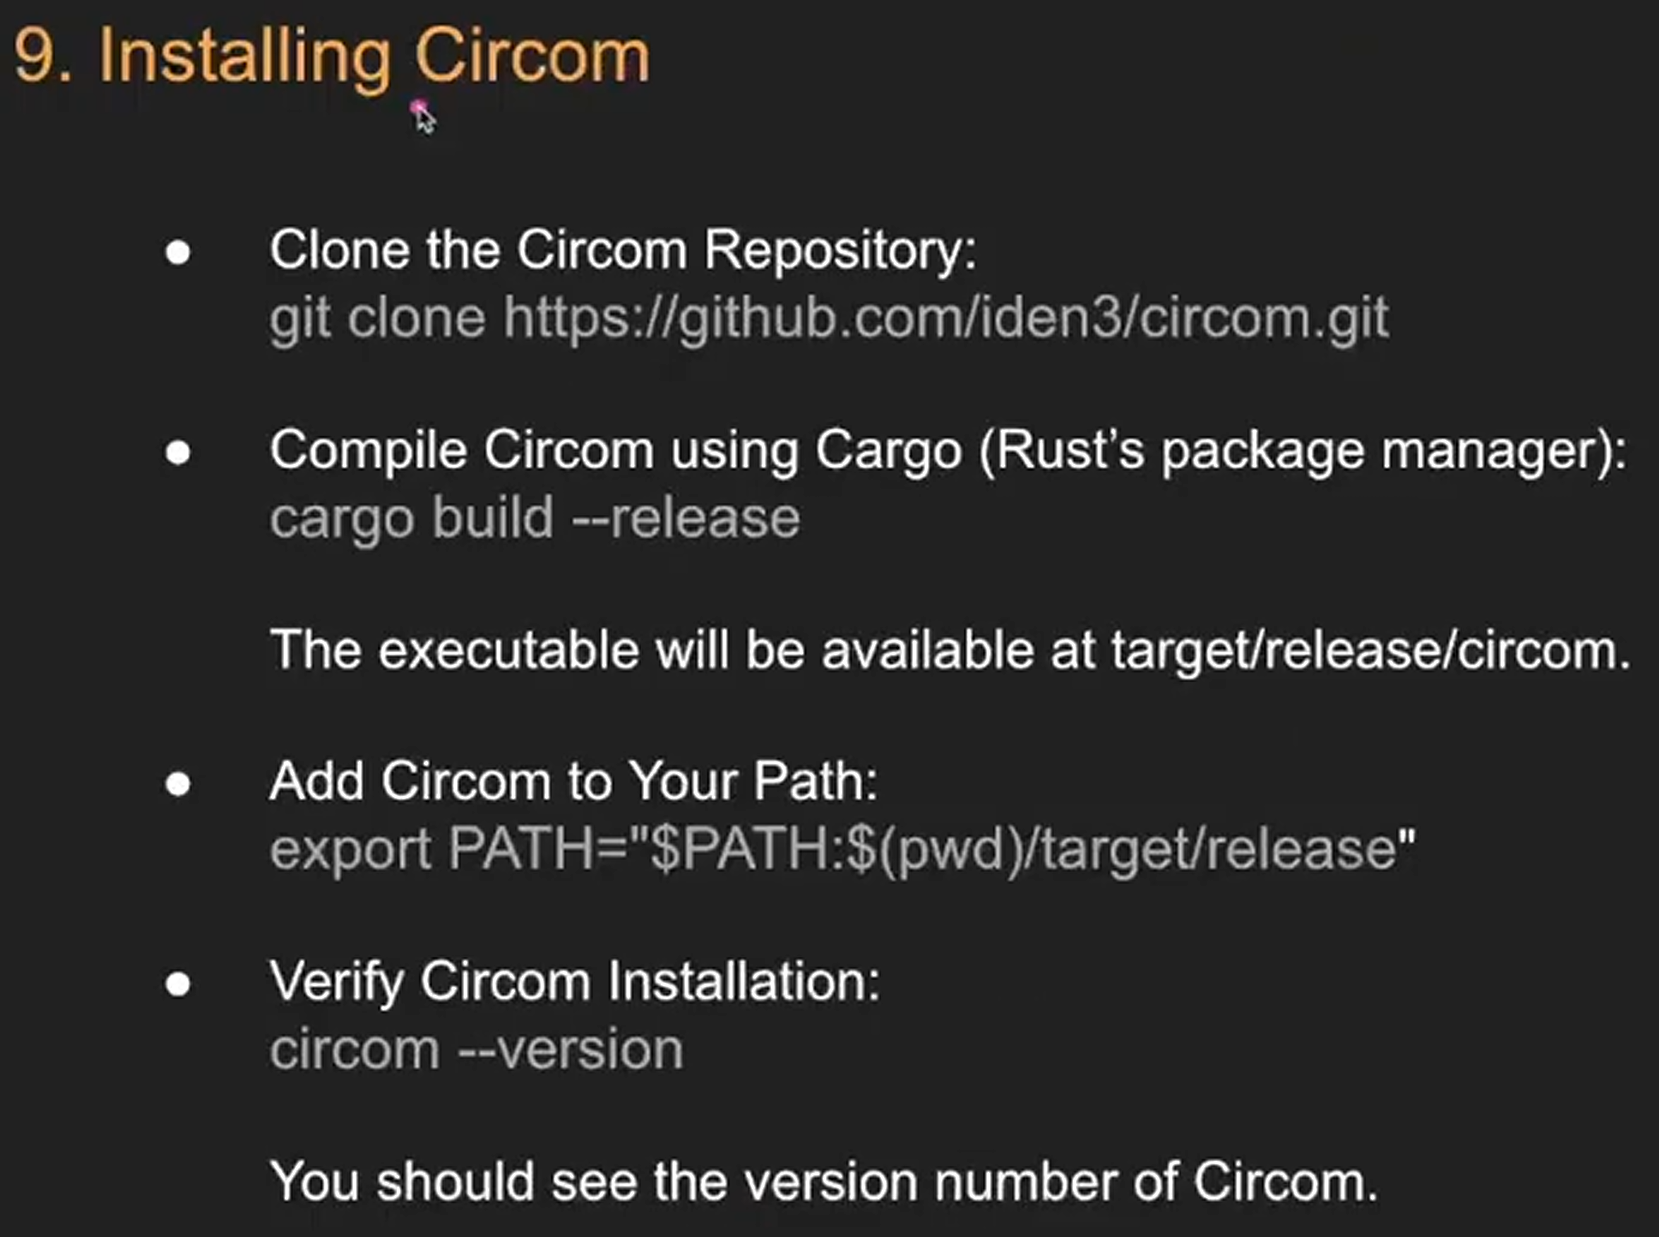 9. Installing Circom
● Clone the Circom Repository:
git clone https://github.com/iden3/circom.git
● Compile Circom using Cargo (Rust’s package manager):
cargo build --release
The executable will be available at target/release/circom.
● Add Circom to Your Path:
export PATH="$PATH:$(pwd)/target/release"
● Verify Circom Installation:
circom --version
You should see the version number of Circom.